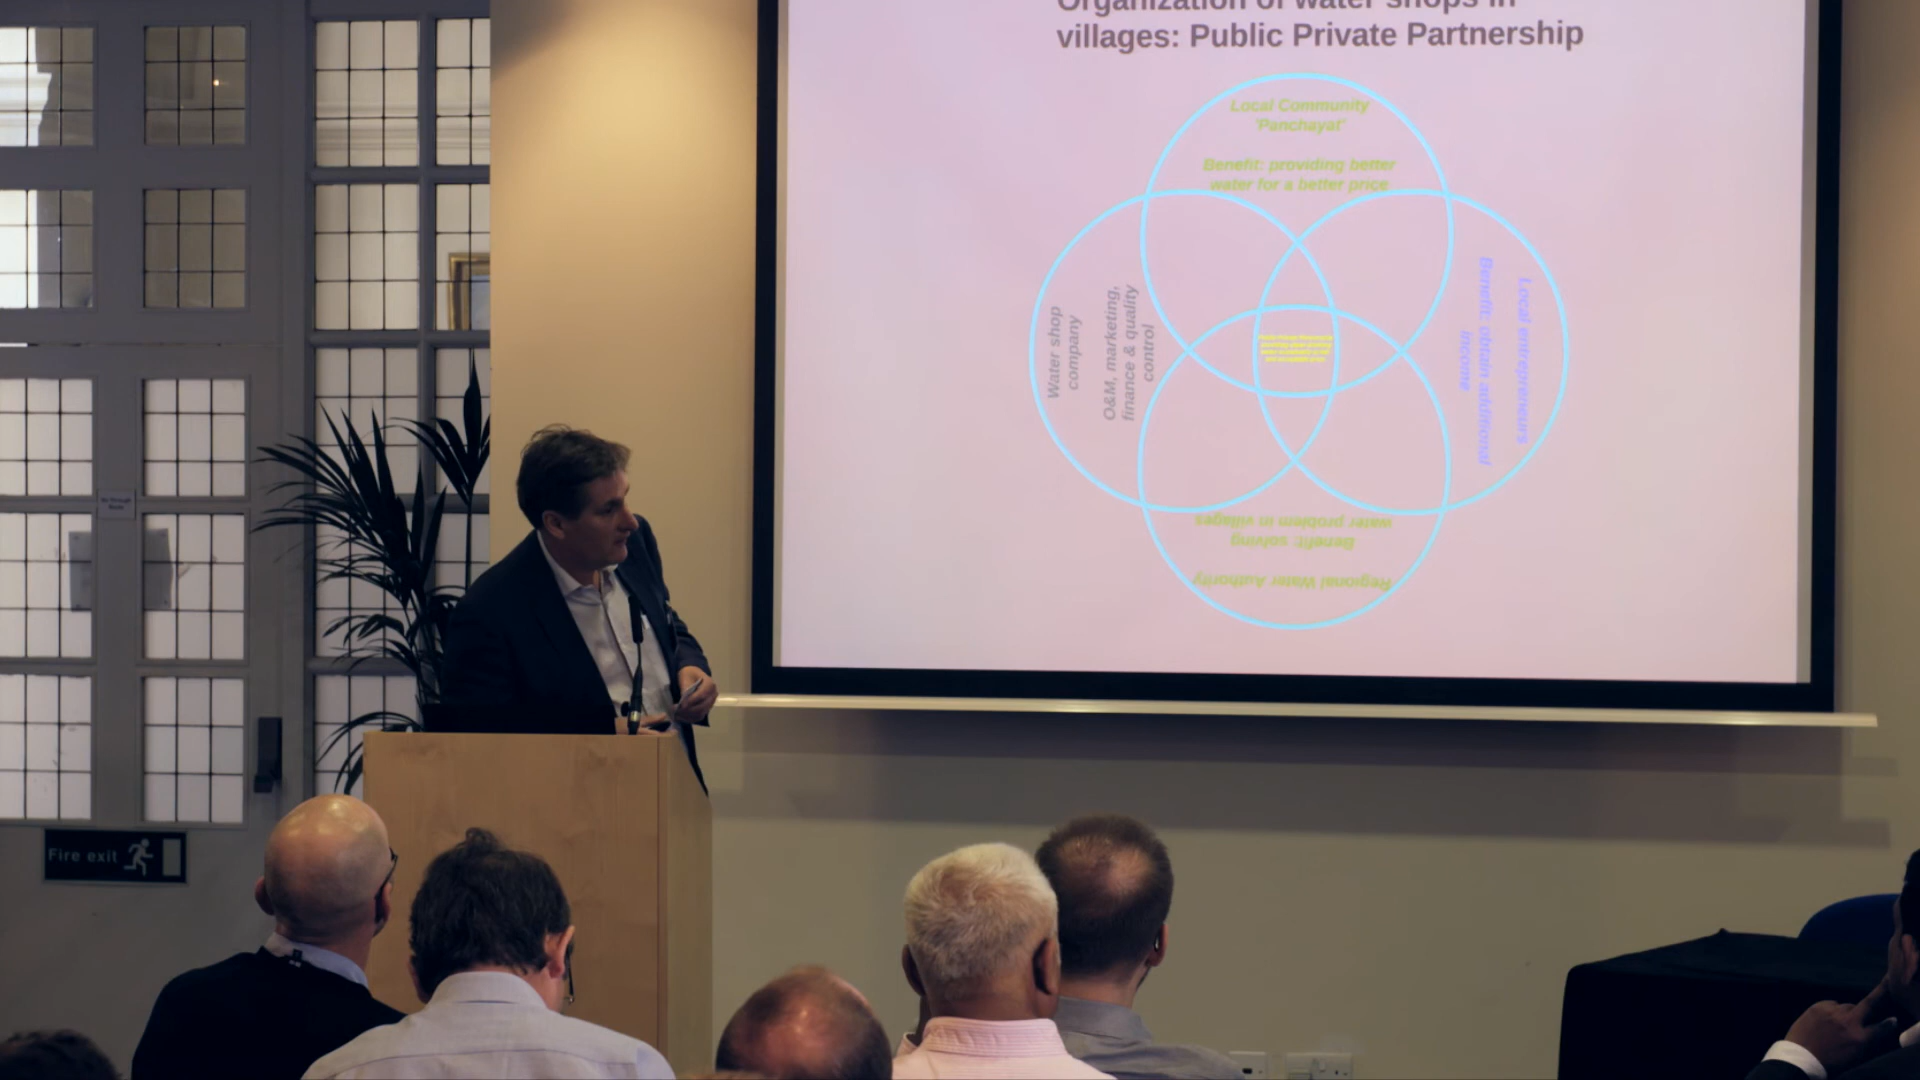 Organization of water shops in
villages: Public Private Partnership
Local Community
'Panchayat'
Benefit: providing better
water for a better price
Water shop
company
O&M, marketing,
finance & quality
control
Local entrepreneurs
Benefit: obtain additional
income
Regional Water Authority
Benefit: solving
water problem in villages
Fire exit